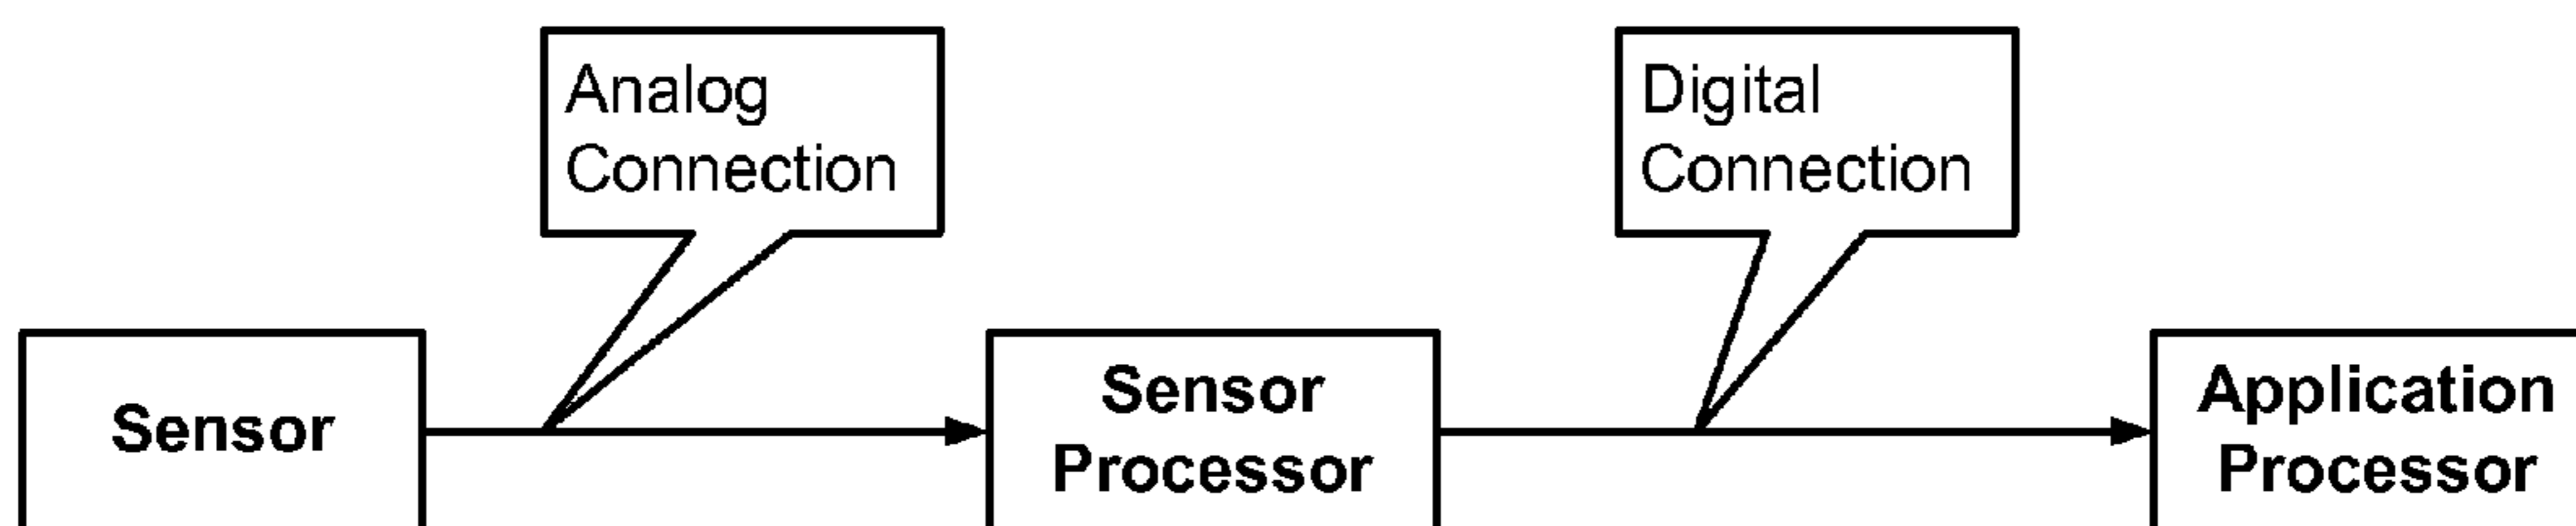 Analog
Connection
Digital
Connection
Sensor
Sensor
Processor
Application
Processor